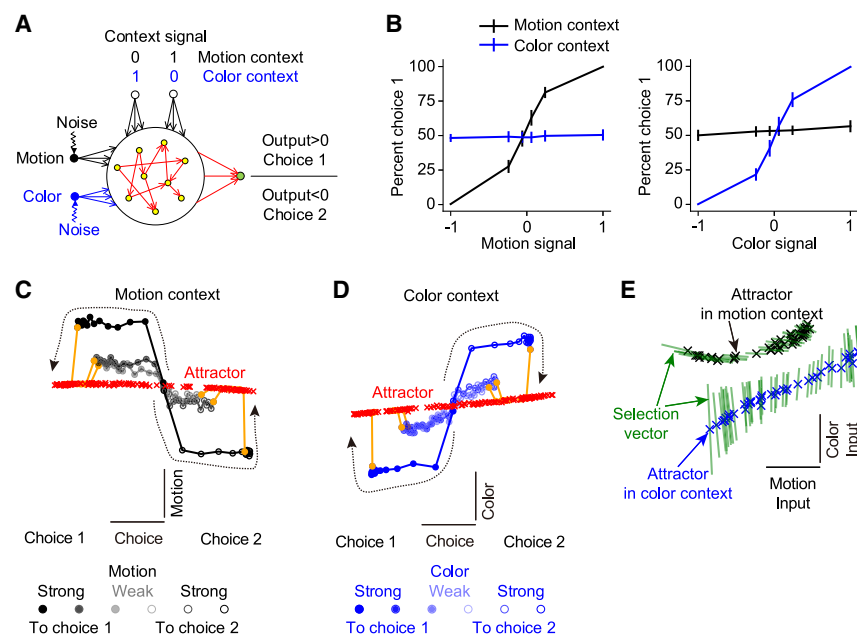 A
Context signal
0 1 Motion context
1 0 Color context
Noise
Motion
Color
Noise
Output>0
Choice 1
Output<0
Choice 2
B
Motion context
Color context
Percent choice 1
100
75
50
25
0
-1 0 1
Motion signal
Percent choice 1
100
75
50
25
0
-1 0 1
Color signal
C
Motion context
Attractor
Motion
Choice 1 Choice Choice 2
Motion
Strong Weak Strong
To choice 1 To choice 2
D
Color context
Attractor
Color
Choice 1 Choice Choice 2
Color
Strong Weak Strong
To choice 1 To choice 2
E
Attractor
in motion context
Selection
vector
Attractor
in color context
Motion
Input
Color
Input